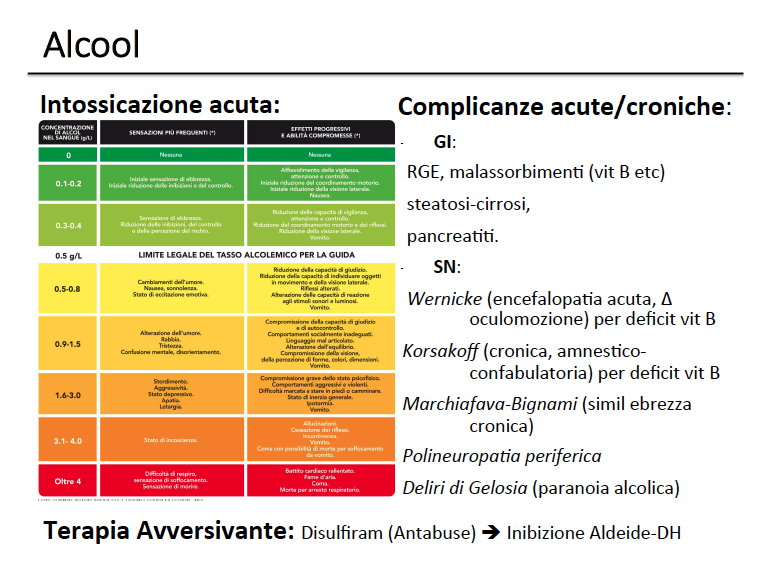 Alcool
Intossicazione acuta:
CONCENTRAZIONE
DI ALCOL
NEL SANGUE (g/L)
SENSAZIONI PIÙ FREQUENTI (*)
EFFETTI PROGRESSIVI
E ABILITÀ COMPROMESSE (*)
0
Nessuna
Nessuna
0.1-0.2
Iniziale sensazione di ebbrezza.
Iniziale riduzione delle inibizioni e del controllo.
Affievolimento della vigilanza,
attenzione e controllo.
Iniziale riduzione del coordinamento motorio.
Iniziale riduzione della visione laterale.
Nausea.
0.3-0.4
Sensazione di ebbrezza.
Riduzione delle inibizioni, del controllo
e della percezione del rischio.
Riduzione delle capacità di vigilanza,
attenzione e controllo.
Riduzione del coordinamento motorio e dei riflessi.
Riduzione della visione laterale.
Vomito.
0.5 g/L
LIMITE LEGALE DEL TASSO ALCOLEMICO PER LA GUIDA
0.5-0.8
Cambiamenti dell'umore.
Nausea, sonnolenza.
Stato di eccitazione emotiva.
Riduzione della capacità di giudizio.
Riduzione della capacità di individuare oggetti
in movimento e della visione laterale.
Riflessi alterati.
Alterazione delle capacità di reazione
agli stimoli sonori e luminosi.
Vomito.
0.9-1.5
Alterazione dell'umore.
Rabbia.
Tristezza.
Confusione mentale, disorientamento.
Compromissione della capacità di giudizio
e di autocontrollo.
Comportamenti socialmente inadeguati.
Linguaggio mal articolato.
Alterazione dell'equilibrio.
Compromissione della visione,
della percezione di forme, colori, dimensioni.
Vomito.
1.6-3.0
Stordimento.
Aggressività.
Stato depressivo.
Apatia.
Letargia.
Compromissione grave dello stato psicofisico.
Comportamenti aggressivi e violenti.
Difficoltà marcata a stare in piedi o camminare.
Stato di inerzia generale.
Ipotermia.
Vomito.
3.1- 4.0
Stato di incoscienza.
Allucinazioni.
Cessazione dei riflessi.
Incontinenza.
Vomito.
Coma con possibilità di morte per soffocamento
da vomito.
Oltre 4
Difficoltà di respiro,
sensazione di soffocamento.
Sensazione di morire.
Battito cardiaco rallentato.
Fame d'aria.
Coma.
Morte per arresto respiratorio.
Complicanze acute/croniche:
- GI:
RGE, malassorbimenti (vit B etc)
steatosi-cirrosi,
pancreatiti.
- SN:
Wernicke (encefalopatia acuta, Δ
oculomozione) per deficit vit B
Korsakoff (cronica, amnestico-
confabulatoria) per deficit vit B
Marchiafava-Bignami (simil ebrezza
cronica)
Polineuropatia periferica
Deliri di Gelosia (paranoia alcolica)
Terapia Avversivante: Disulfiram (Antabuse) ➔ Inibizione Aldeide-DH